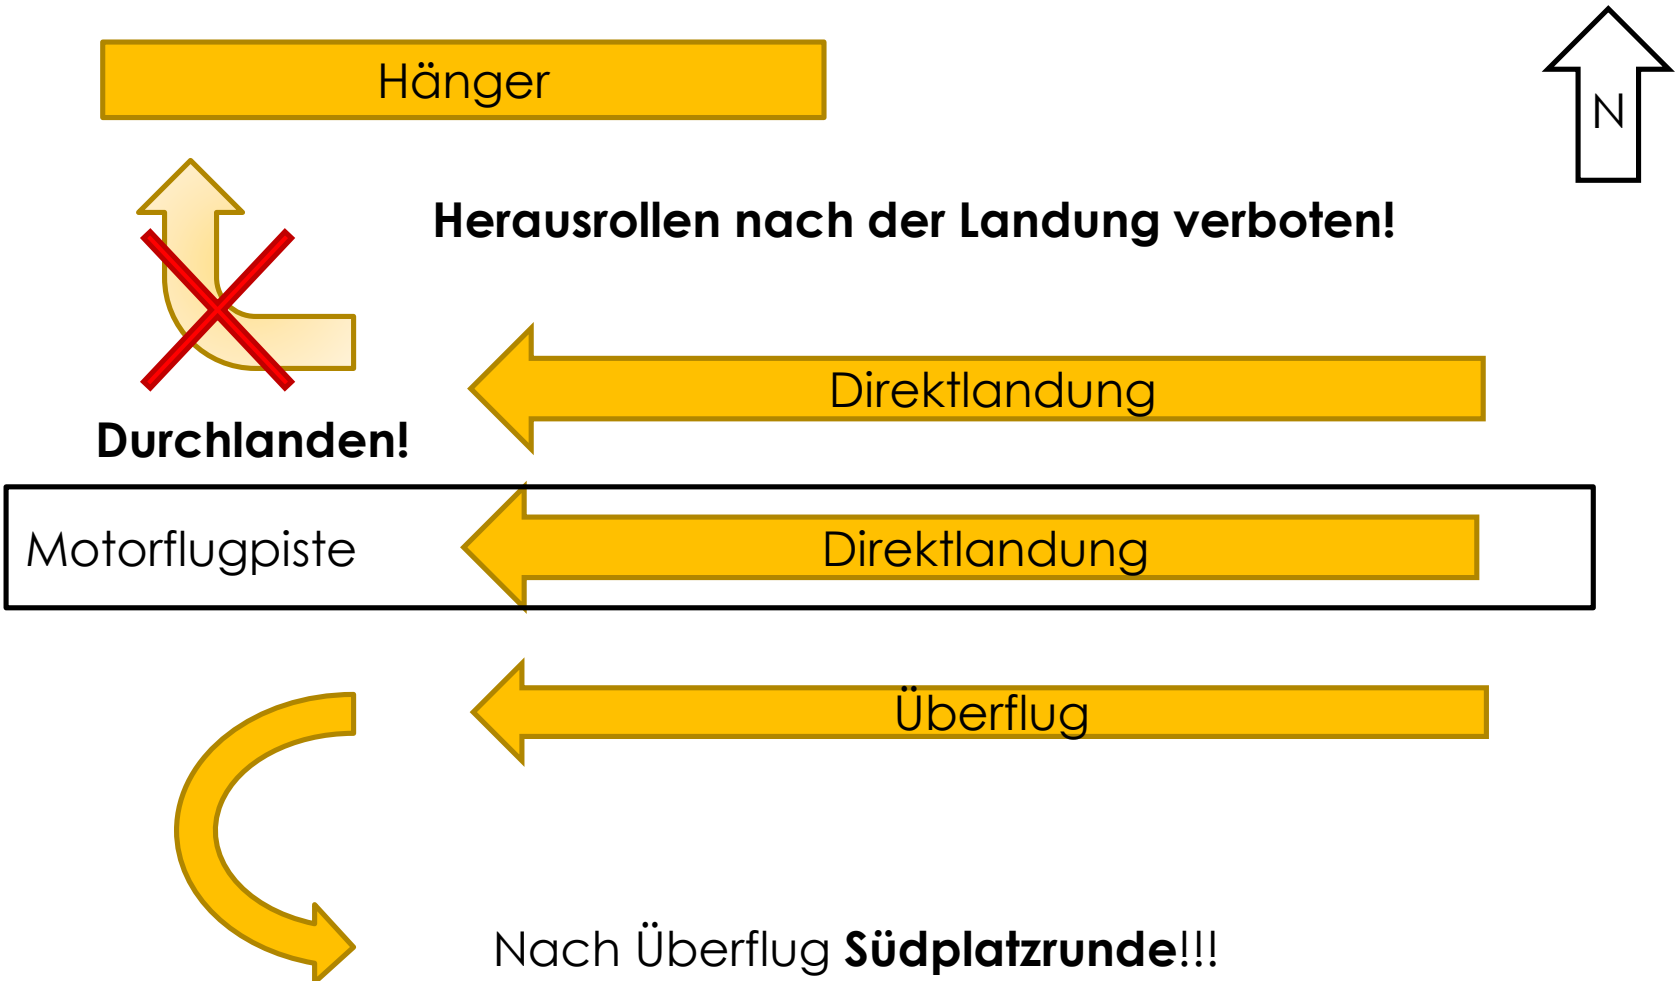 Hänger
N
Herausrollen nach der Landung verboten!
Direktlandung
Durchlanden!
Motorflugpiste
Direktlandung
Überflug
Nach Überflug Südplatzrunde!!!